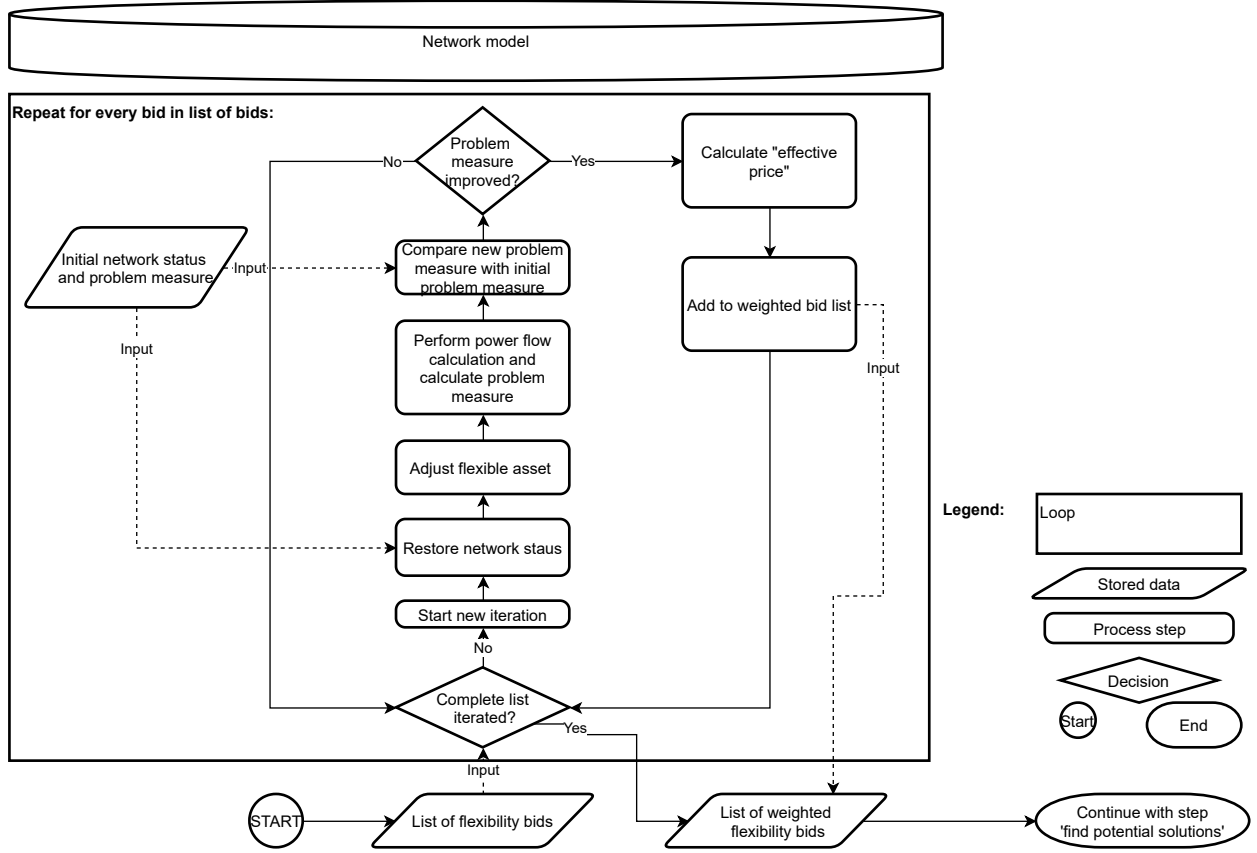 Network model
Repeat for every bid in list of bids:
Problem
measure
improved?
No
Yes
Calculate "effective
price"
Initial network status
and problem measure
Input
Compare new problem
measure with initial
problem measure
Add to weighted bid list
Input
Perform power flow
calculation and
calculate problem
measure
Input
Adjust flexible asset
Restore network staus
Start new iteration
No
Complete list
iterated?
Yes
Input
START
List of flexibility bids
List of weighted
flexibility bids
Continue with step
'find potential solutions'
Legend:
Loop
Stored data
Process step
Decision
Start
End